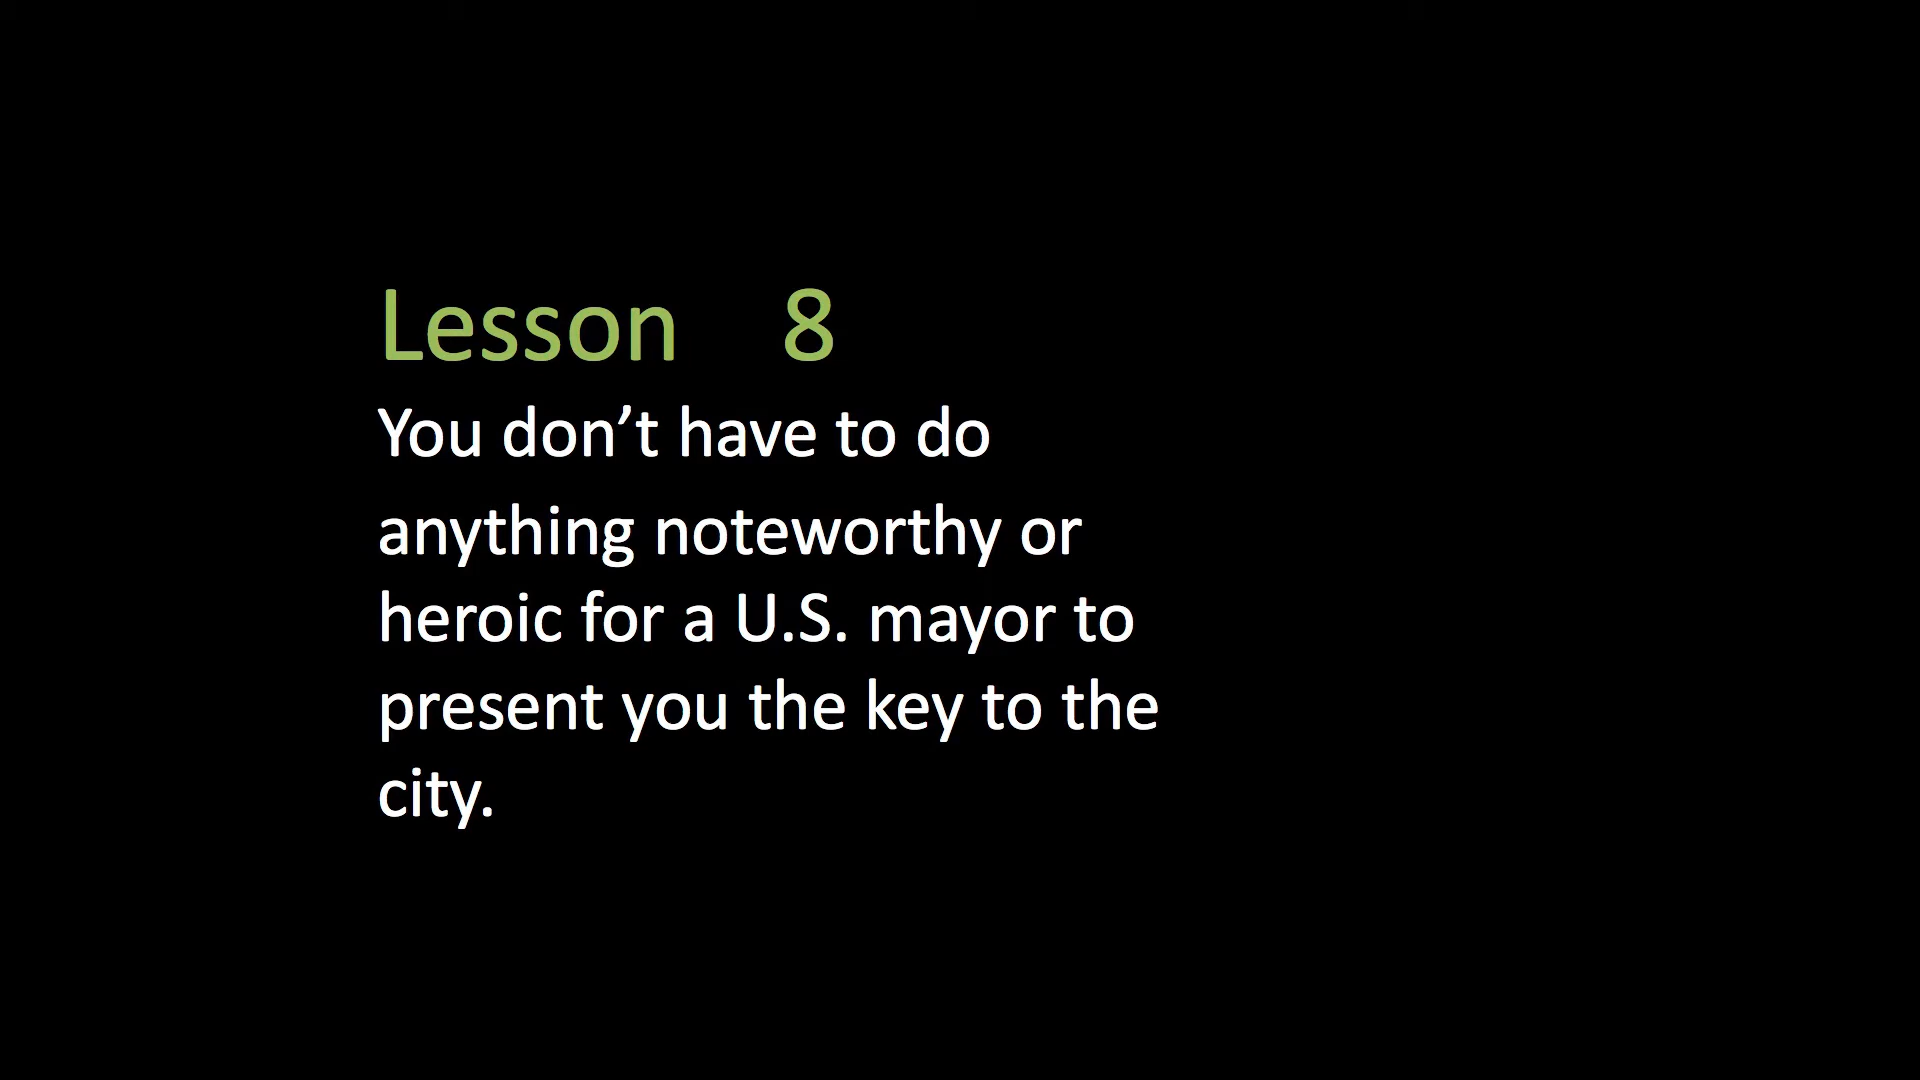 Lesson 8
You don’t have to do
anything noteworthy or
heroic for a U.S. mayor to
present you the key to the
city.